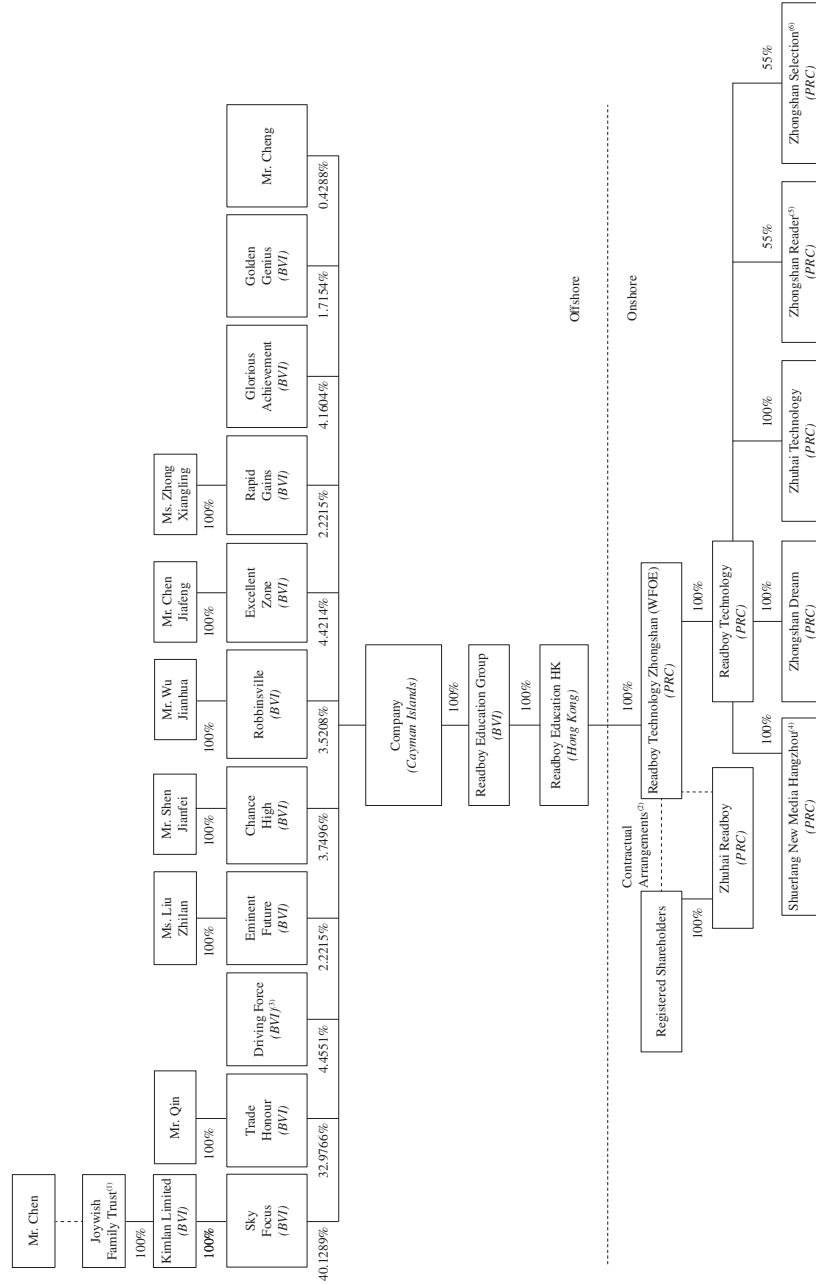 Mr. Chen
Joywish
Family Trust(1)
100%
Kimlan Limited
(BVI)
Mr. Qin
Ms. Liu
Zhilan
Mr. Shen
Jianfei
Mr. Wu
Jianhua
Mr. Chen
Jiafeng
Ms. Zhong
Xiangling
100%
100%
100%
100%
100%
100%
100%
Sky
Focus
(BVI)
Trade
Honour
(BVI)
Driving Force
(BVI)(3)
Eminent
Future
(BVI)
Chance
High
(BVI)
Robbinsville
(BVI)
Excellent
Zone
(BVI)
Rapid
Gains
(BVI)
Glorious
Achievement
(BVI)
Golden
Genius
(BVI)
Mr. Cheng
40.1289%
32.9766%
4.4551%
2.2215%
3.7496%
3.5208%
4.4214%
2.2215%
4.1604%
1.7154%
0.4288%
Company
(Cayman Islands)
100%
Readboy Education Group
(BVI)
100%
Readboy Education HK
(Hong Kong)
Offshore
Onshore
100%
Contractual
Arrangements(2)
Registered Shareholders
Readboy Technology Zhongshan (WFOE)
(PRC)
100%
100%
Zhuhai Readboy
(PRC)
Readboy Technology
(PRC)
100%
100%
100%
55%
55%
Shuerlang New Media Hangzhou(4)
(PRC)
Zhongshan Dream
(PRC)
Zhuhai Technology
(PRC)
Zhongshan Reader(5)
(PRC)
Zhongshan Selection(6)
(PRC)